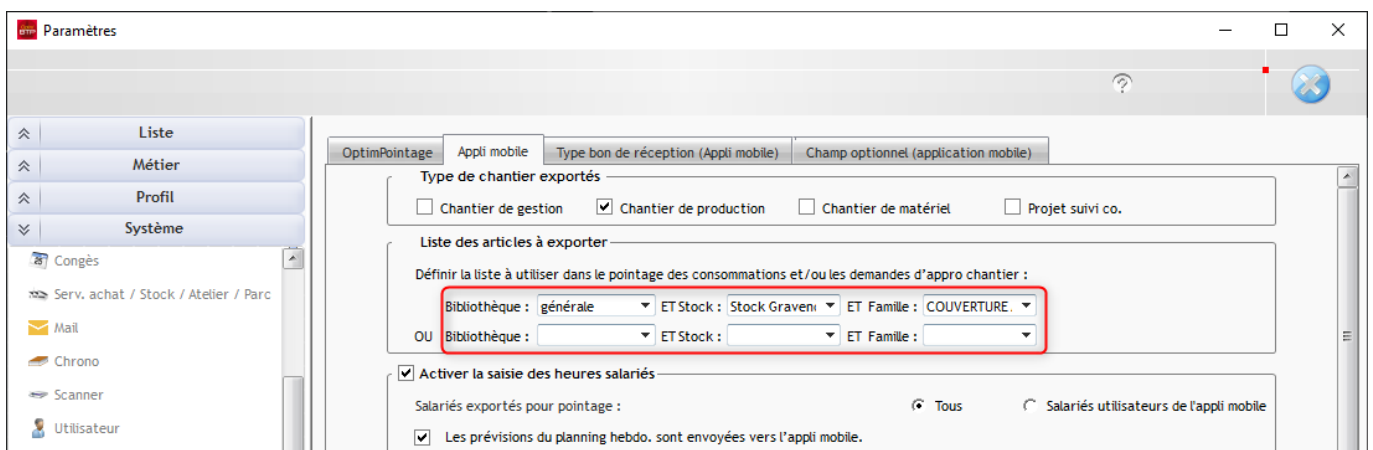 Paramètres
Liste
Métier
Profil
Système
Congès
Serv. achat / Stock / Atelier / Parc
Mail
Chrono
Scanner
Utilisateur
OptimPointage Appli mobile Type bon de réception (Appli mobile) Champ optionnel (application mobile)
Type de chantier exportés
Chantier de gestion Chantier de production Chantier de matériel Projet suivi co.
Liste des articles à exporter
Définir la liste à utiliser dans le pointage des consommations et/ou les demandes d'appro chantier :
Bibliothèque : générale ET Stock : Stock Graven ET Famille : COUVERTURE.
OU Bibliothèque : ET Stock : ET Famille :
Activer la saisie des heures salariés
Salariés exportés pour pointage : Tous Salariés utilisateurs de l'appli mobile
Les prévisions du planning hebdo. sont envoyées vers l'appli mobile.